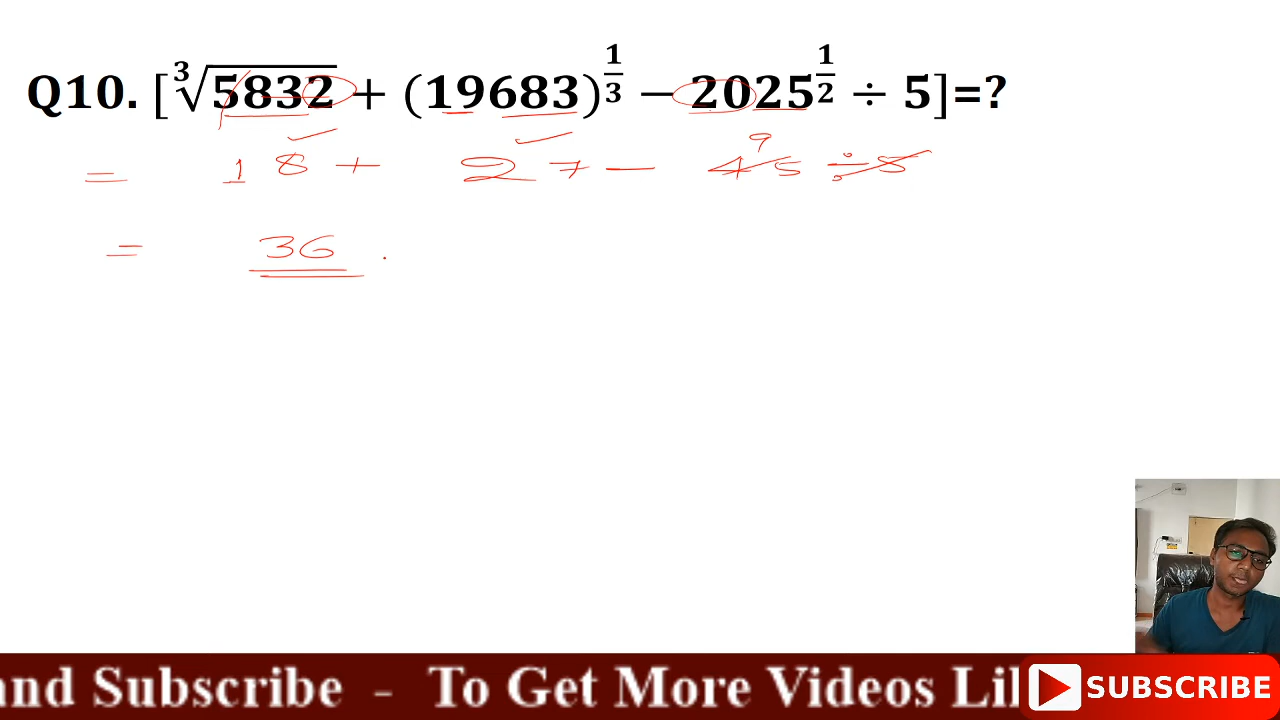 Q10. [∛5832 + (19683)^(1/3) − 2025^(1/2) ÷ 5]=?
= 18 + 27 − 45 ÷ 5
9
= 36 .
and Subscribe - To Get More Videos Li
SUBSCRIBE